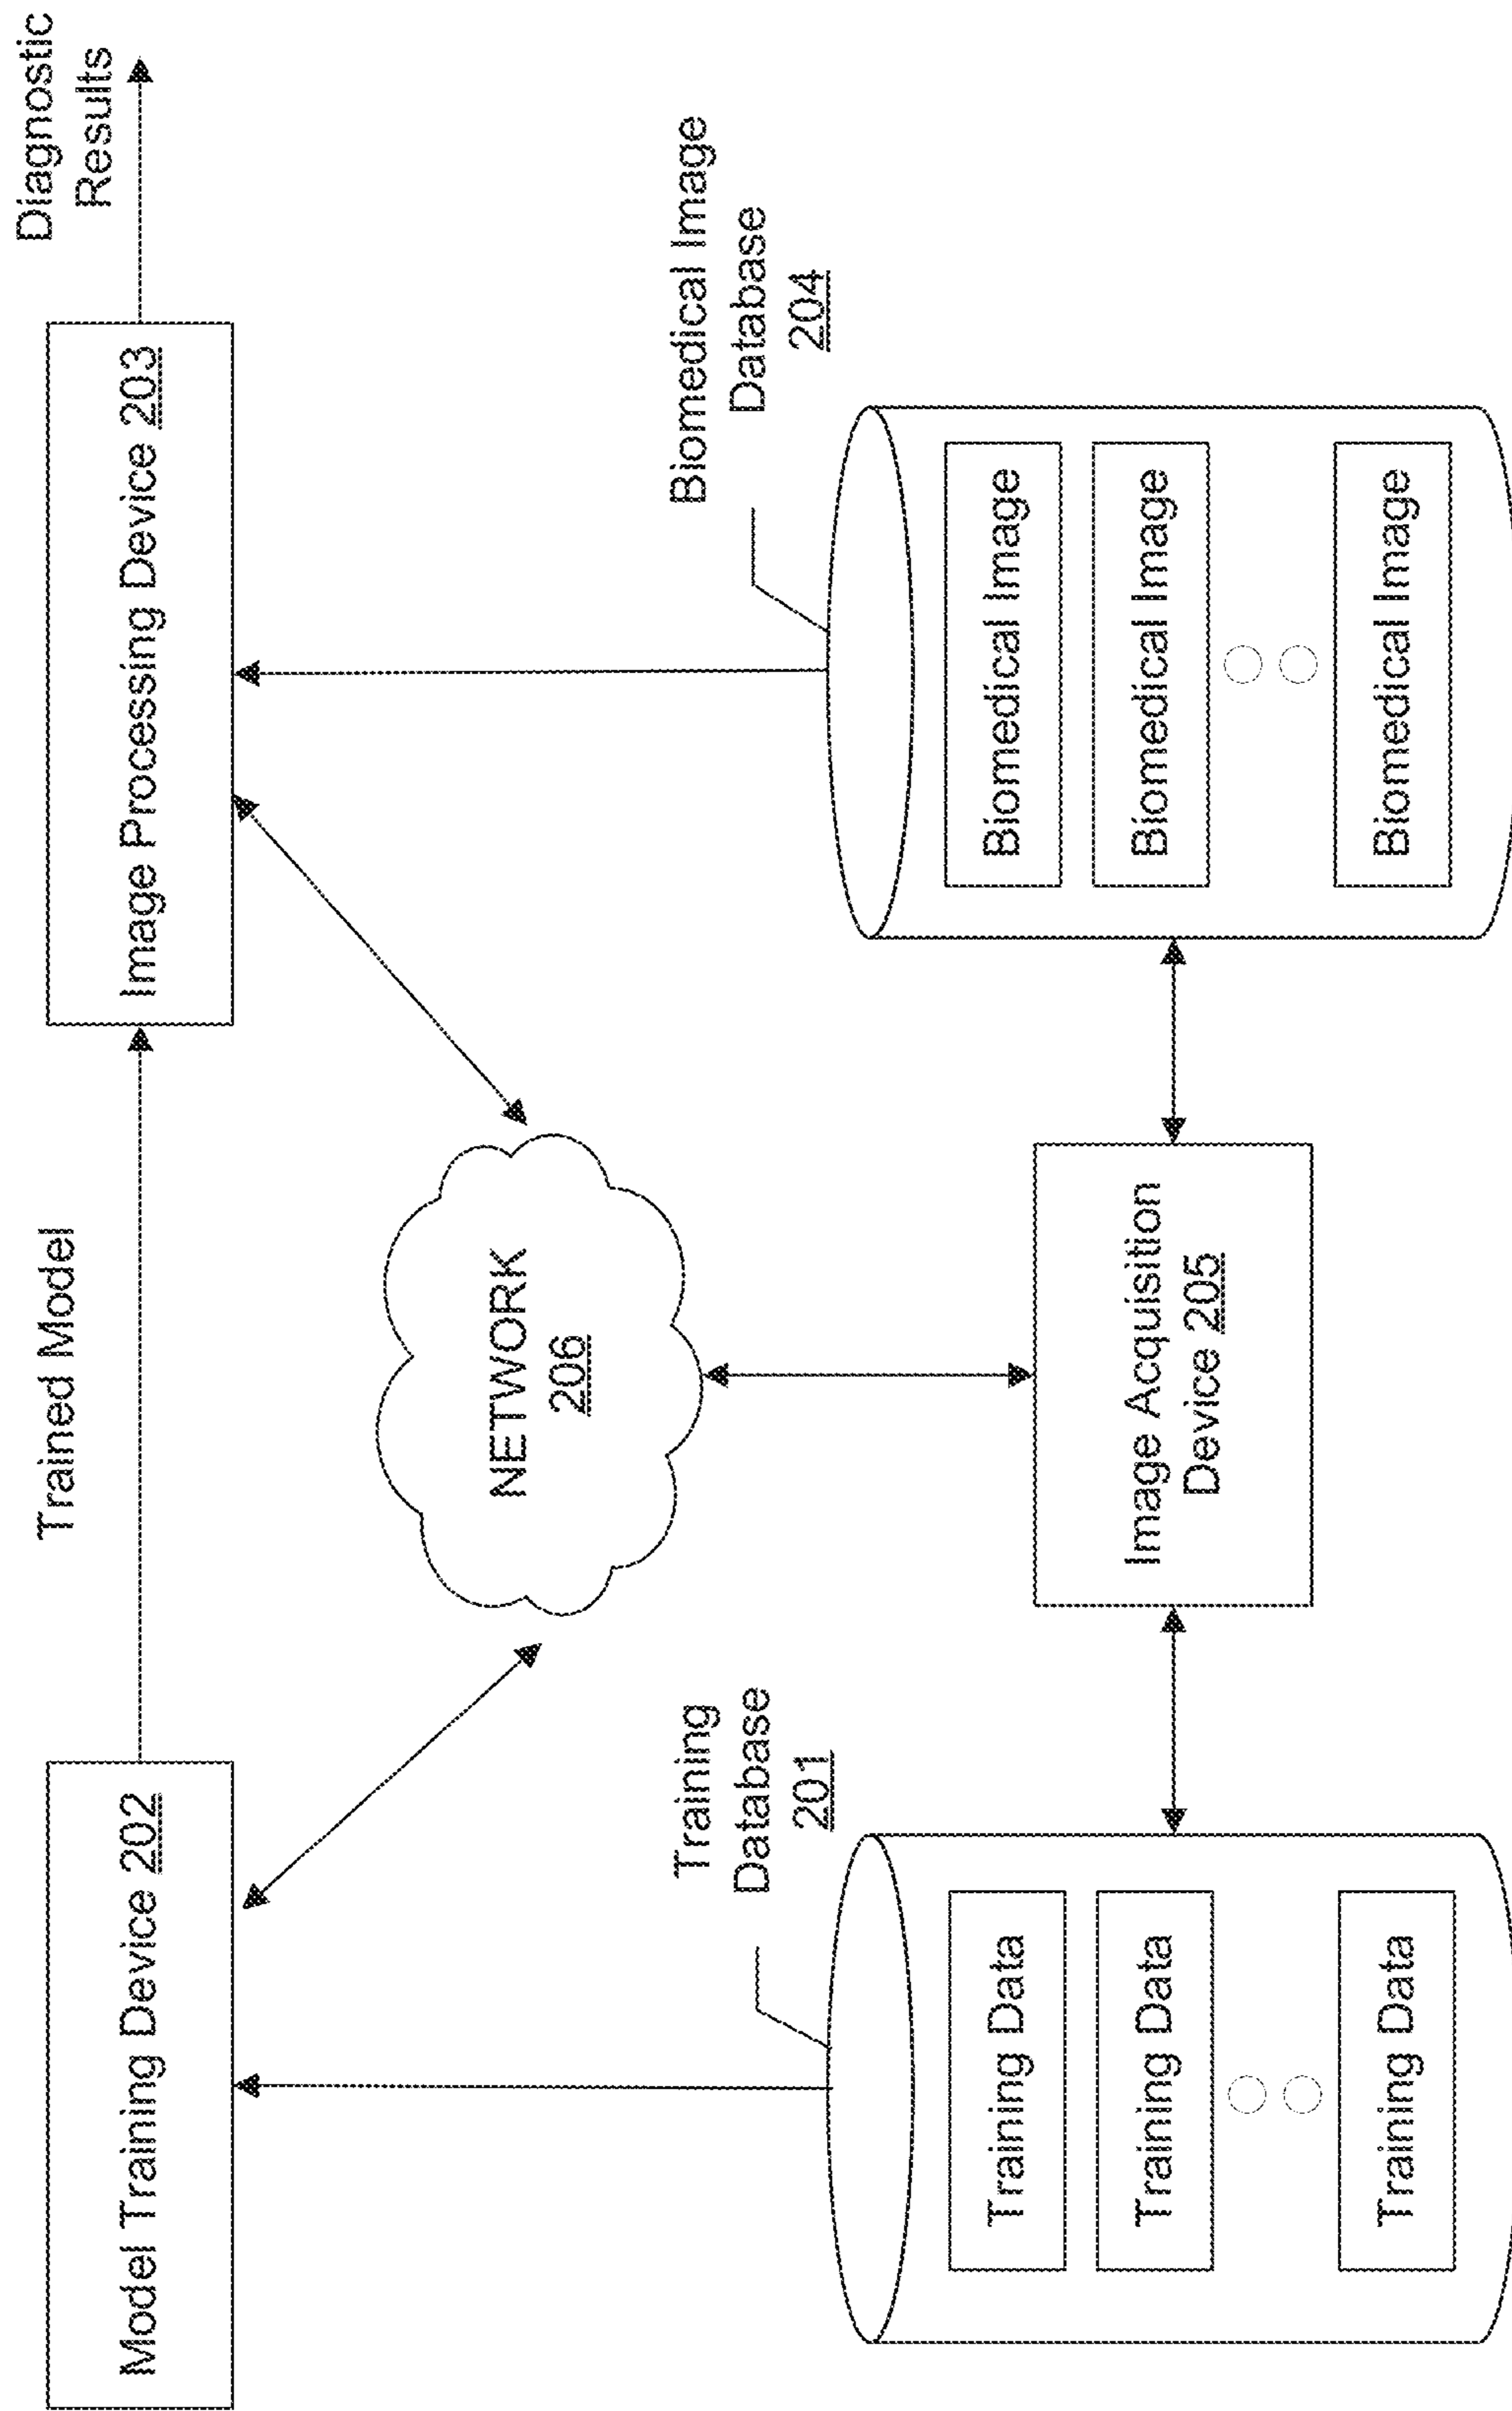 Trained Model
Diagnostic
Results
Model Training Device 202
Image Processing Device 203
NETWORK
206
Training
Database
201
Biomedical Image
Database
204
Training Data
Training Data
Training Data
Image Acquisition
Device 205
Biomedical Image
Biomedical Image
Biomedical Image